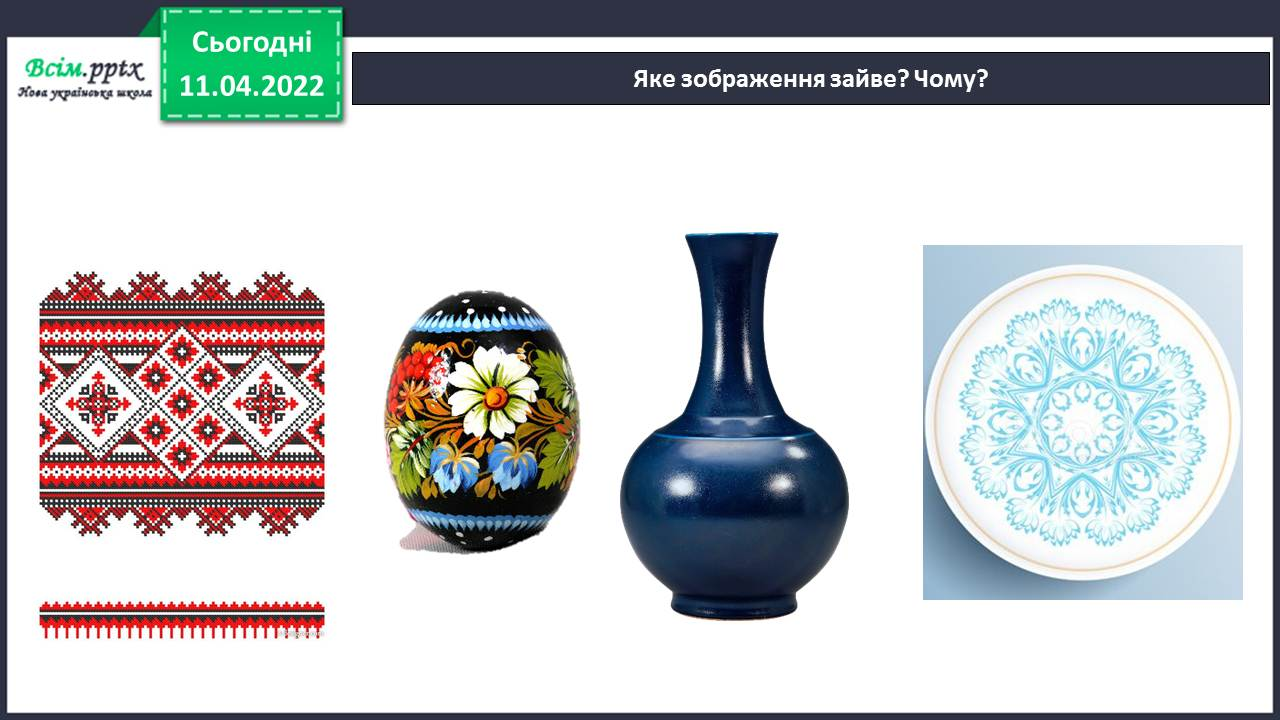 Всім.pptx
Нова українська школа
Сьогодні
11.04.2022
Яке зображення зайве? Чому?